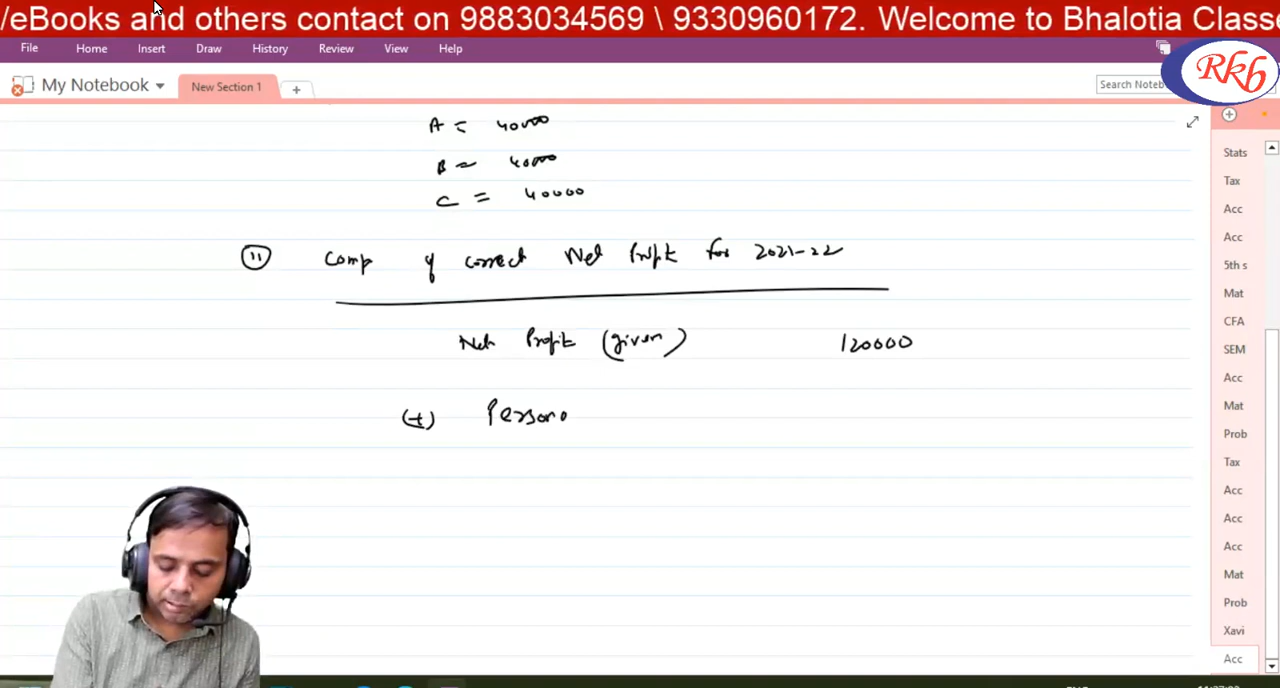 /eBooks and others contact on 9883034569 \ 9330960172. Welcome to Bhalotia Classe
File Home Insert Draw History Review View Help
Rkb
My Notebook New Section 1 + Search Noteb
A = 40000
B = 40000
C = 40000
(11) Comp of correct Net Profit for 2021-22
Net Profit (given) 120000
(+) Persona
Stats
Tax
Acc
Acc
5th s
Mat
CFA
SEM
Acc
Mat
Prob
Tax
Acc
Acc
Acc
Mat
Prob
Xavi
Acc